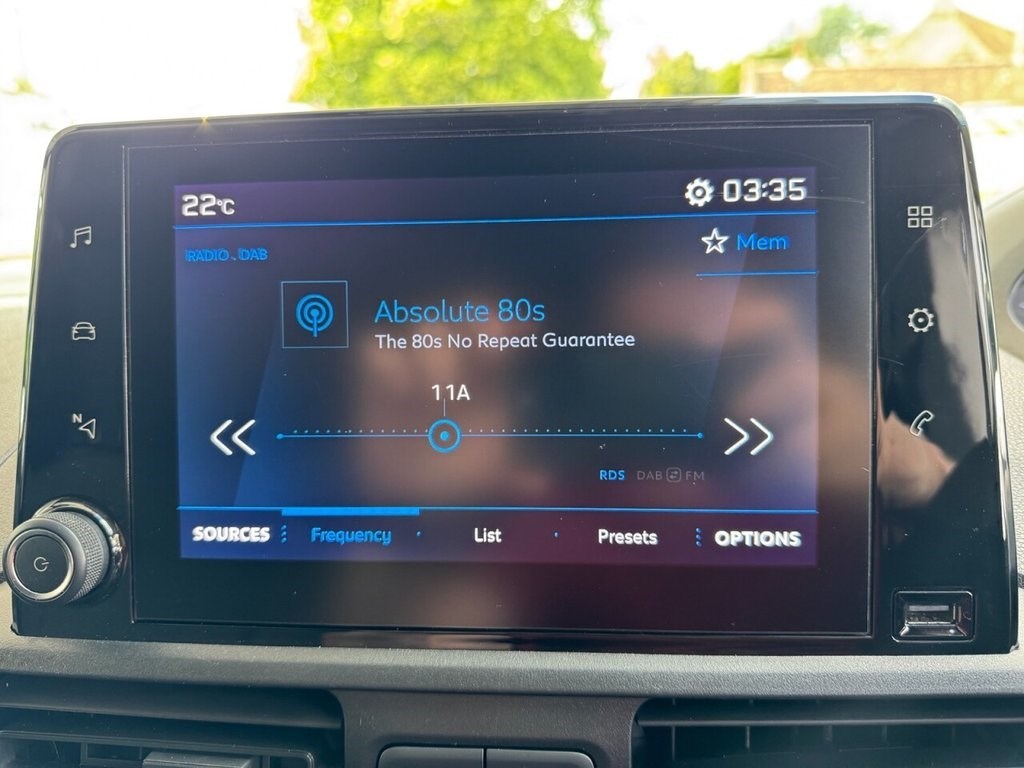 22°C
03:35
RADIO . DAB
Mem
Absolute 80s
The 80s No Repeat Guarantee
11A
N
RDS DAB FM
SOURCES Frequency List Presets OPTIONS